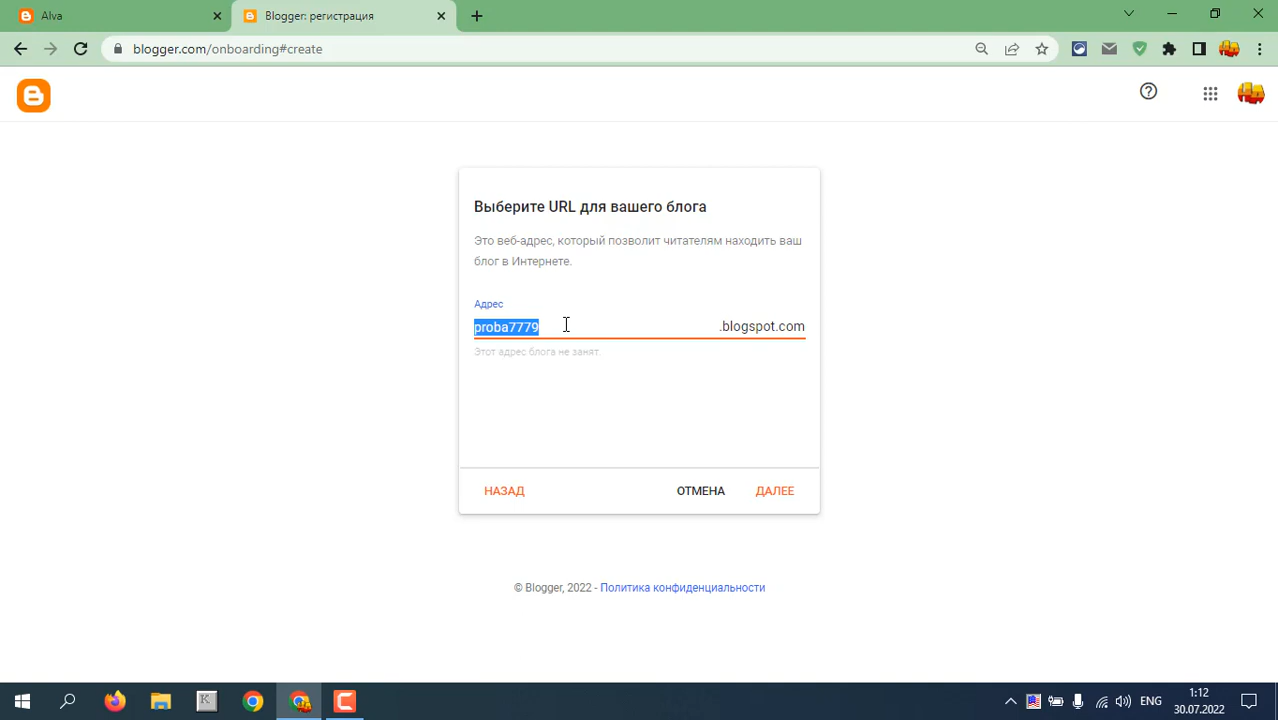 Alva
Blogger: регистрация
blogger.com/onboarding#create
Выберите URL для вашего блога
Это веб-адрес, который позволит читателям находить ваш
блог в Интернете.
Адрес
proba7779 .blogspot.com
Этот адрес блога не занят.
НАЗАД ОТМЕНА ДАЛЕЕ
© Blogger, 2022 - Политика конфиденциальности
ENG
1:12
30.07.2022